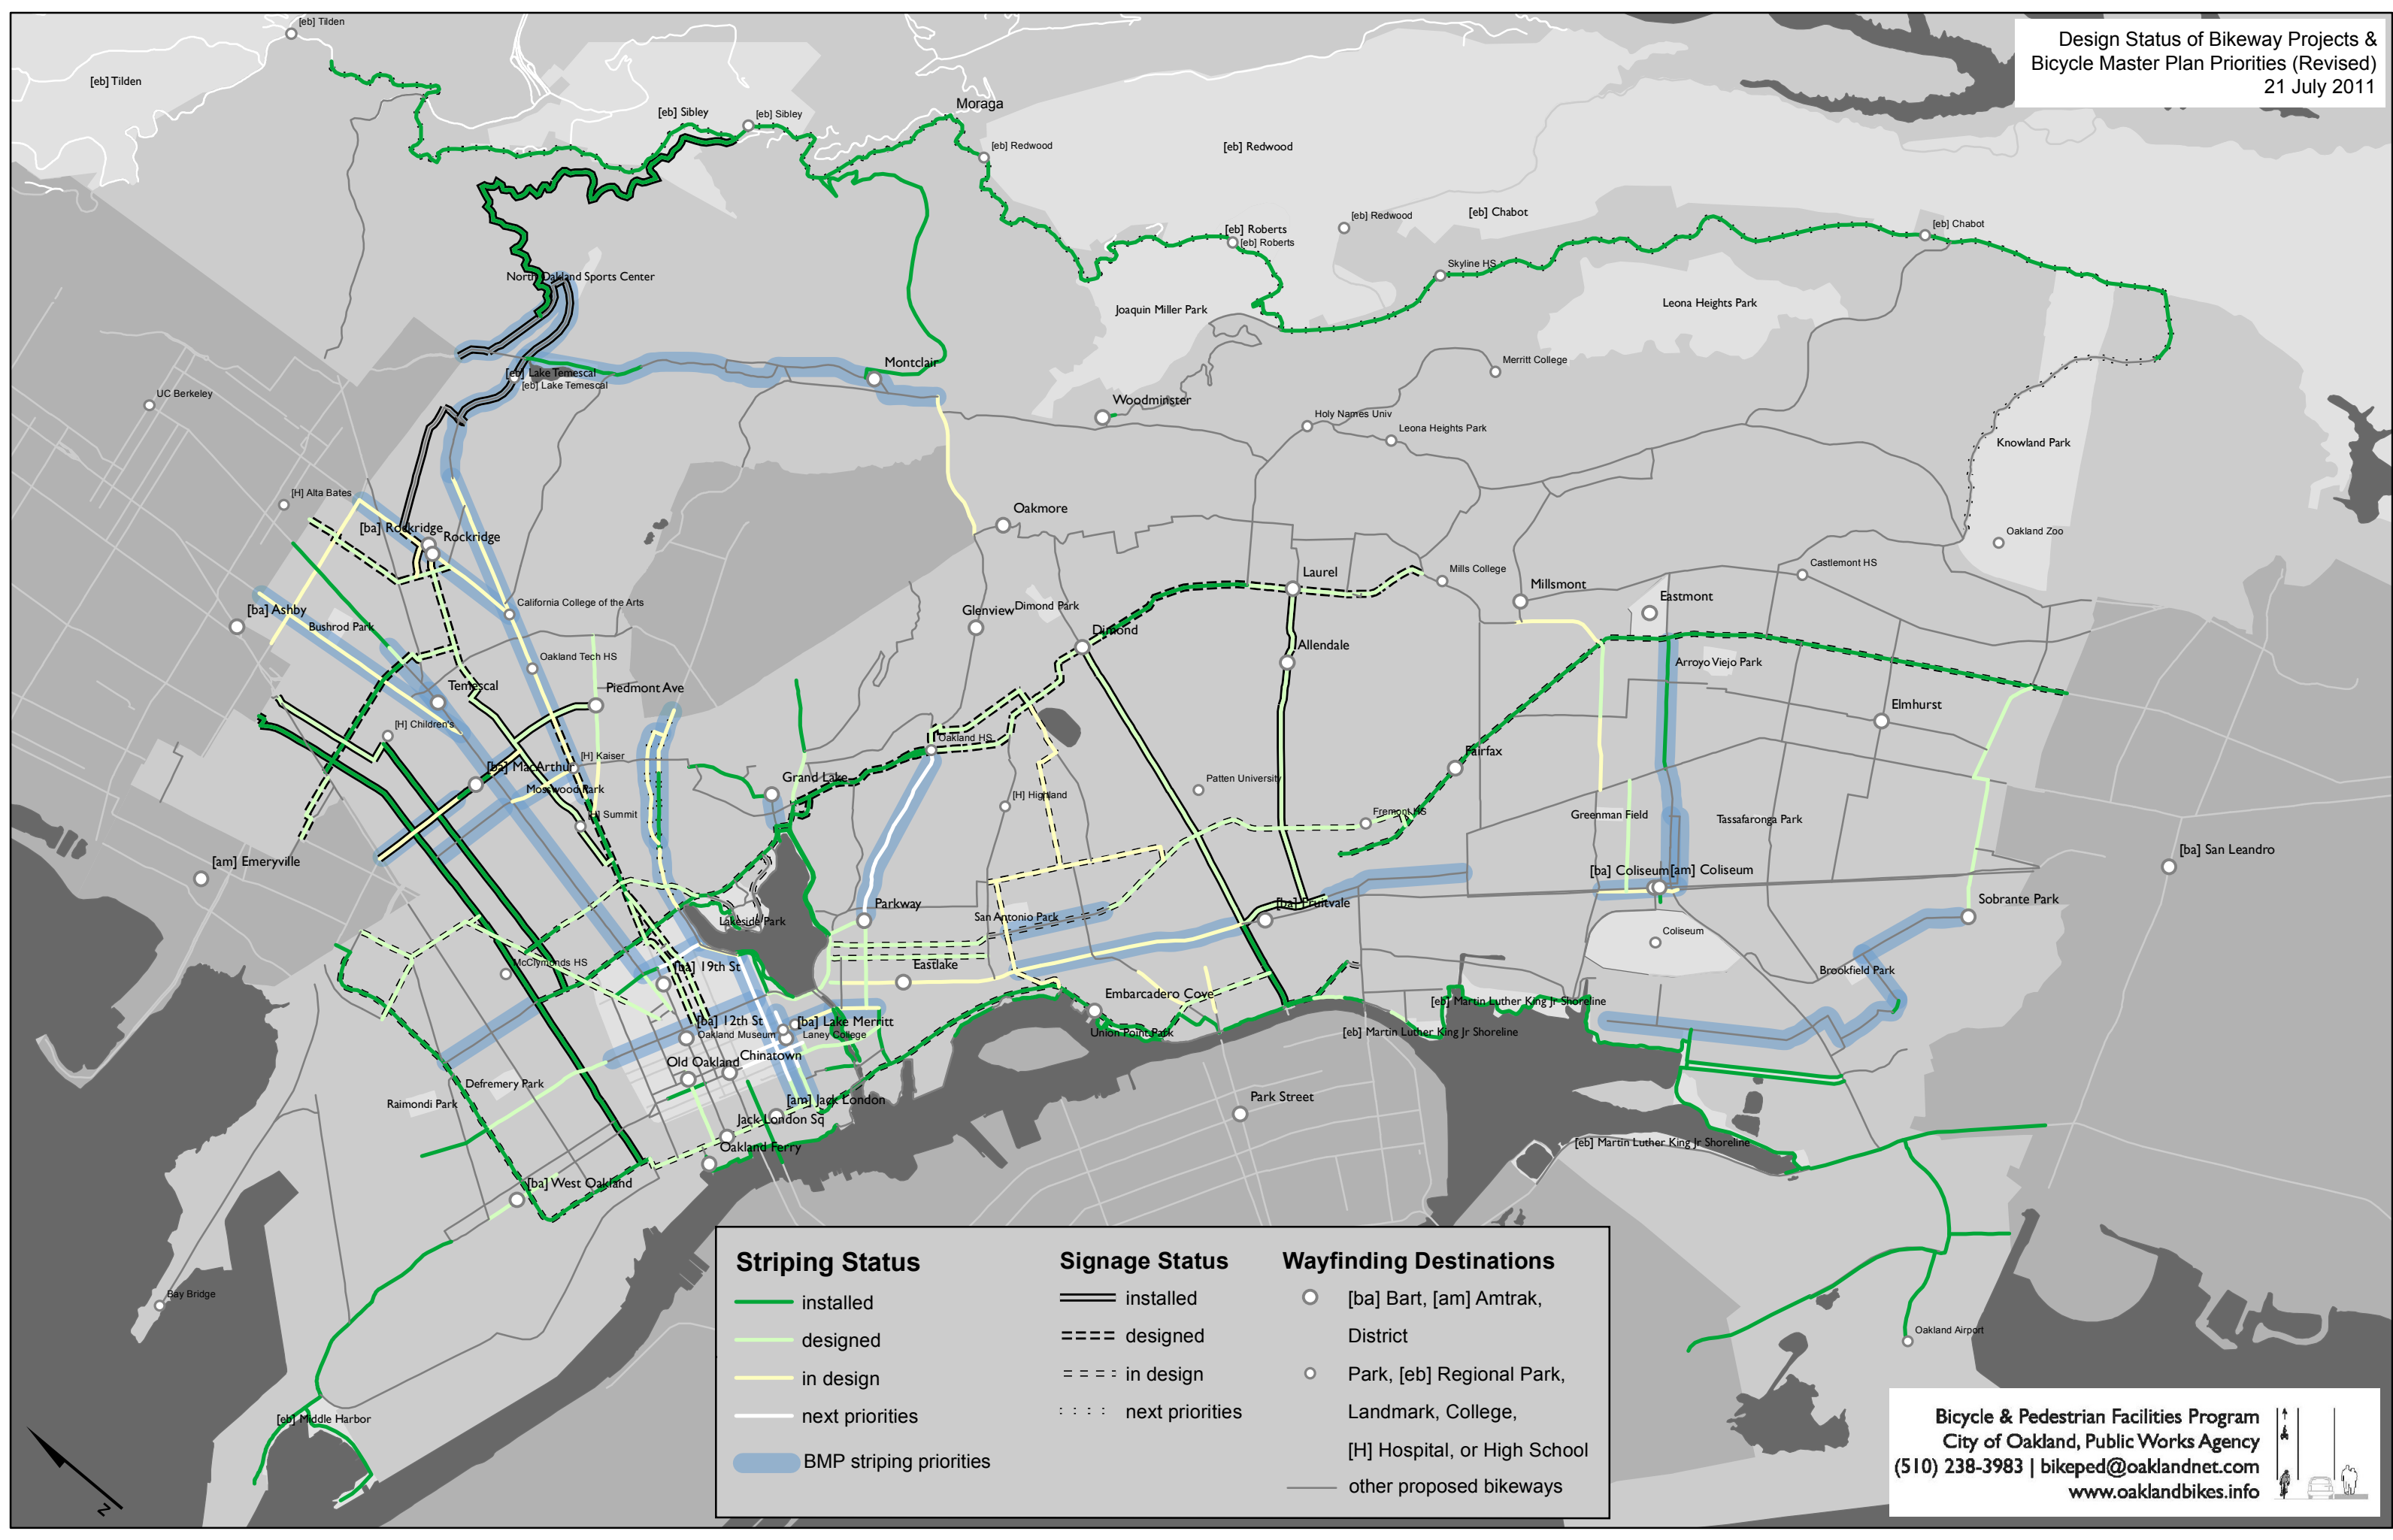 Design Status of Bikeway Projects &
Bicycle Master Plan Priorities (Revised)
21 July 2011
[eb] Tilden
[eb] Tilden
[eb] Sibley
[eb] Sibley
Moraga
[eb] Redwood
[eb] Redwood
[eb] Redwood
[eb] Chabot
[eb] Chabot
[eb] Roberts
[eb] Roberts
Skyline HS
North Oakland Sports Center
Joaquin Miller Park
Leona Heights Park
Montclair
Merritt College
[eb] Lake Temescal
[eb] Lake Temescal
UC Berkeley
Woodminster
Holy Names Univ
Leona Heights Park
Knowland Park
[H] Alta Bates
[ba] Rockridge
Rockridge
Oakmore
Oakland Zoo
Laurel
Mills College
Castlemont HS
Millsmont
Eastmont
[ba] Ashby
Bushrod Park
California College of the Arts
Glenview
Dimond Park
Dimond
Allendale
Oakland Tech HS
Arroyo Viejo Park
Temescal
Piedmont Ave
Elmhurst
[H] Children's
Oakland HS
[H] Kaiser
Fairfax
[ba] MacArthur
Mosswood Park
Grand Lake
Patten University
[H] Highland
[H] Summit
Fremont HS
Greenman Field
Tassafaronga Park
[am] Emeryville
[ba] San Leandro
[ba] Coliseum
[am] Coliseum
Parkway
San Antonio Park
[ba] Fruitvale
Sobrante Park
Lakeside Park
Coliseum
McClymonds HS
[ba] 19th St
Eastlake
Brookfield Park
Embarcadero Cove
[eb] Martin Luther King Jr Shoreline
[ba] 12th St
[ba] Lake Merritt
Oakland Museum
Laney College
Union Point Park
[eb] Martin Luther King Jr Shoreline
Old Oakland
Chinatown
Defremery Park
Raimondi Park
[am] Jack London
Park Street
Jack London Sq
Oakland Ferry
[eb] Martin Luther King Jr Shoreline
[ba] West Oakland
Bay Bridge
Oakland Airport
[eb] Middle Harbor
N
Striping Status
installed
designed
in design
next priorities
BMP striping priorities
Signage Status
installed
designed
in design
next priorities
Wayfinding Destinations
[ba] Bart, [am] Amtrak,
District
Park, [eb] Regional Park,
Landmark, College,
[H] Hospital, or High School
other proposed bikeways
Bicycle & Pedestrian Facilities Program
City of Oakland, Public Works Agency
(510) 238-3983 | bikeped@oaklandnet.com
www.oaklandbikes.info